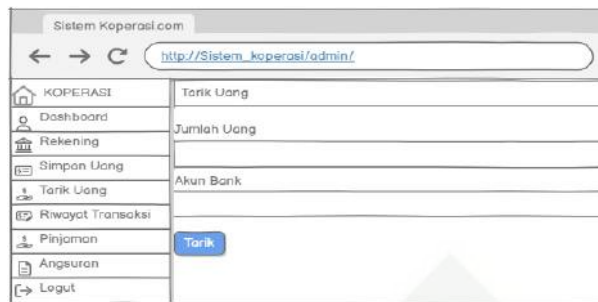 Sistem Koperasi.com
http://Sistem_koperasi/admin/
KOPERASI
Dashboard
Rekening
Simpan Uang
Tarik Uang
Riwayat Transaksi
Pinjaman
Angsuran
Logut
Tarik Uang
Jumlah Uang
Akun Bank
Tarik